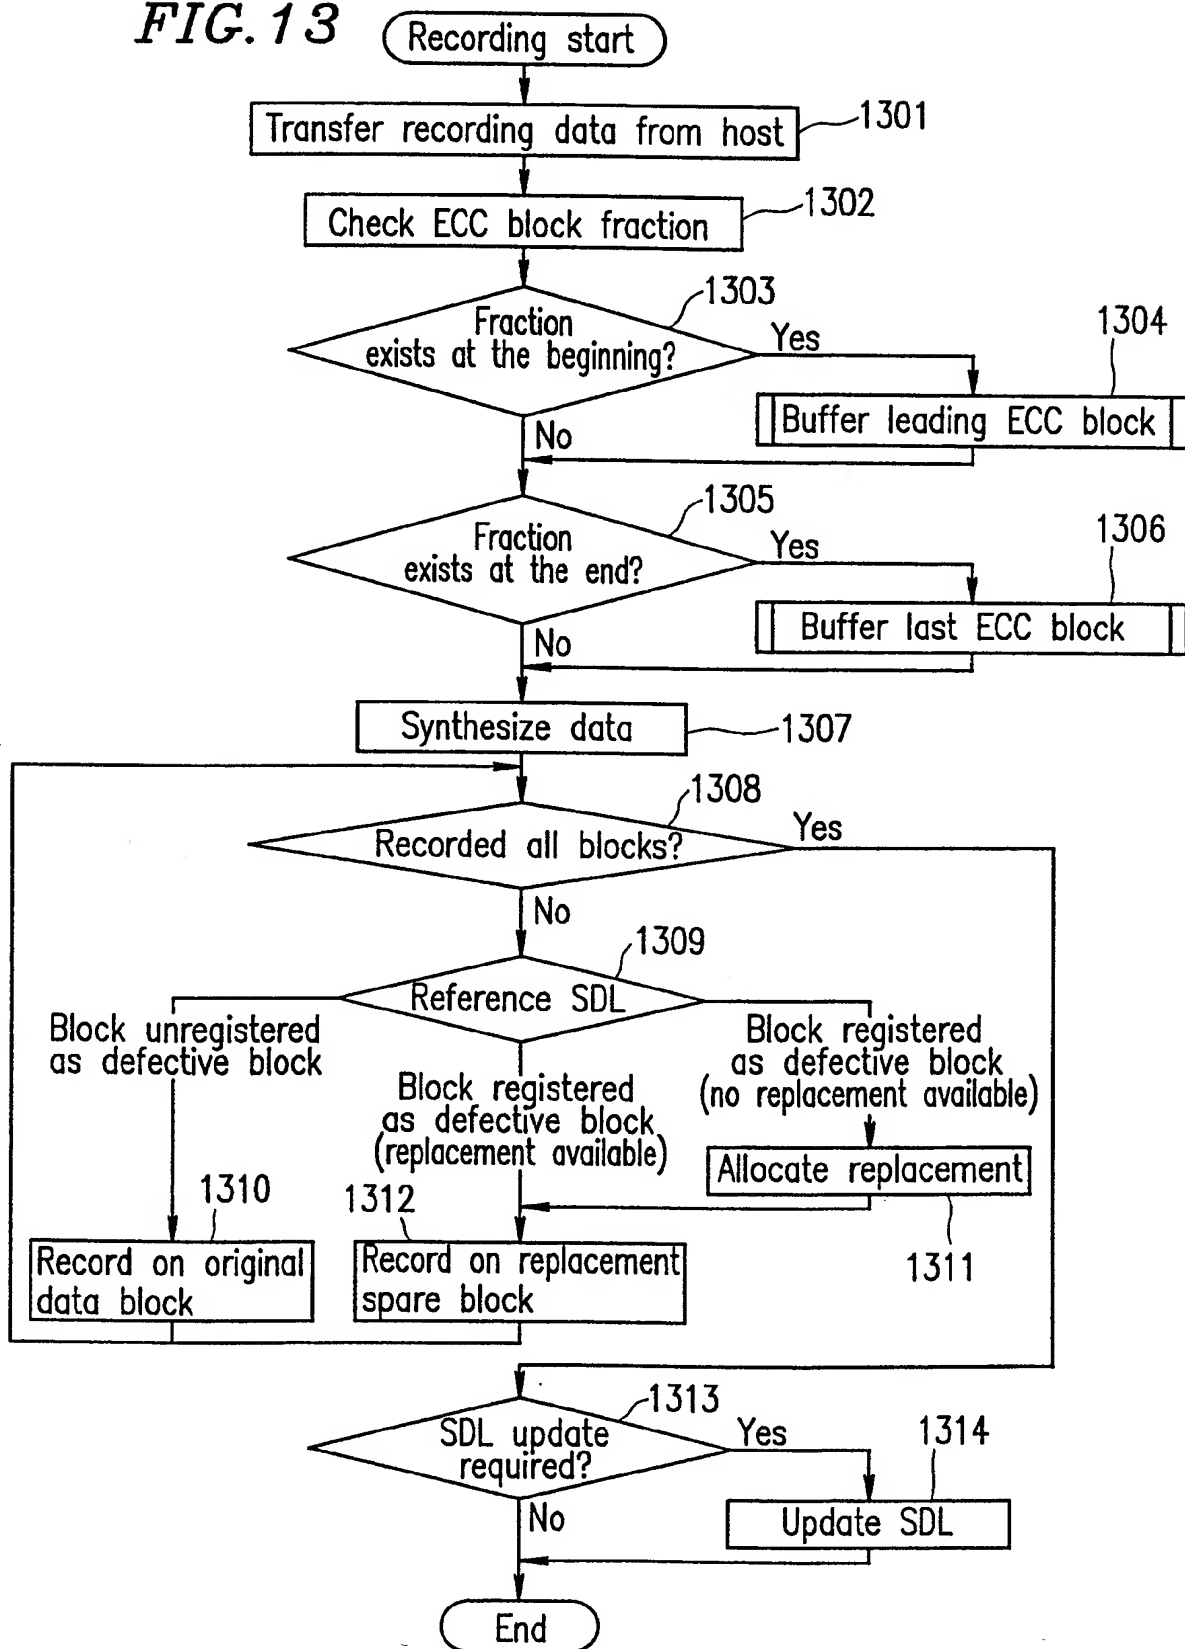 FIG.13
Recording start
Transfer recording data from host
1301
Check ECC block fraction
1302
1303
Fraction
exists at the beginning?
Yes
1304
Buffer leading ECC block
No
1305
Fraction
exists at the end?
Yes
1306
Buffer last ECC block
No
Synthesize data
1307
1308
Recorded all blocks?
Yes
No
1309
Reference SDL
Block unregistered
as defective block
Block registered
as defective block
(replacement available)
Block registered
as defective block
(no replacement available)
Allocate replacement
1311
1310
Record on original
data block
1312
Record on replacement
spare block
1313
SDL update
required?
Yes
1314
Update SDL
No
End